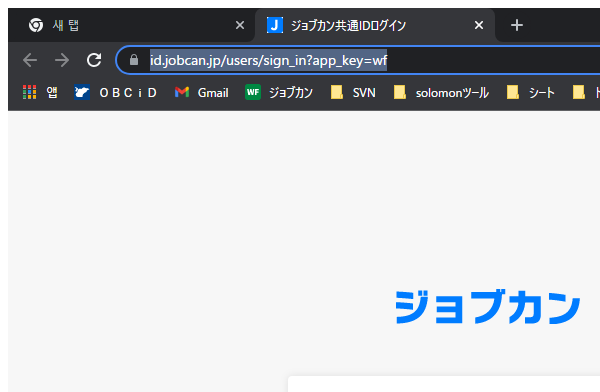 새 탭
ジョブカン共通IDログイン
id.jobcan.jp/users/sign_in?app_key=wf
앱 ＯＢＣｉＤ Gmail WF ジョブカン SVN solomonツール シート
ジョブカン